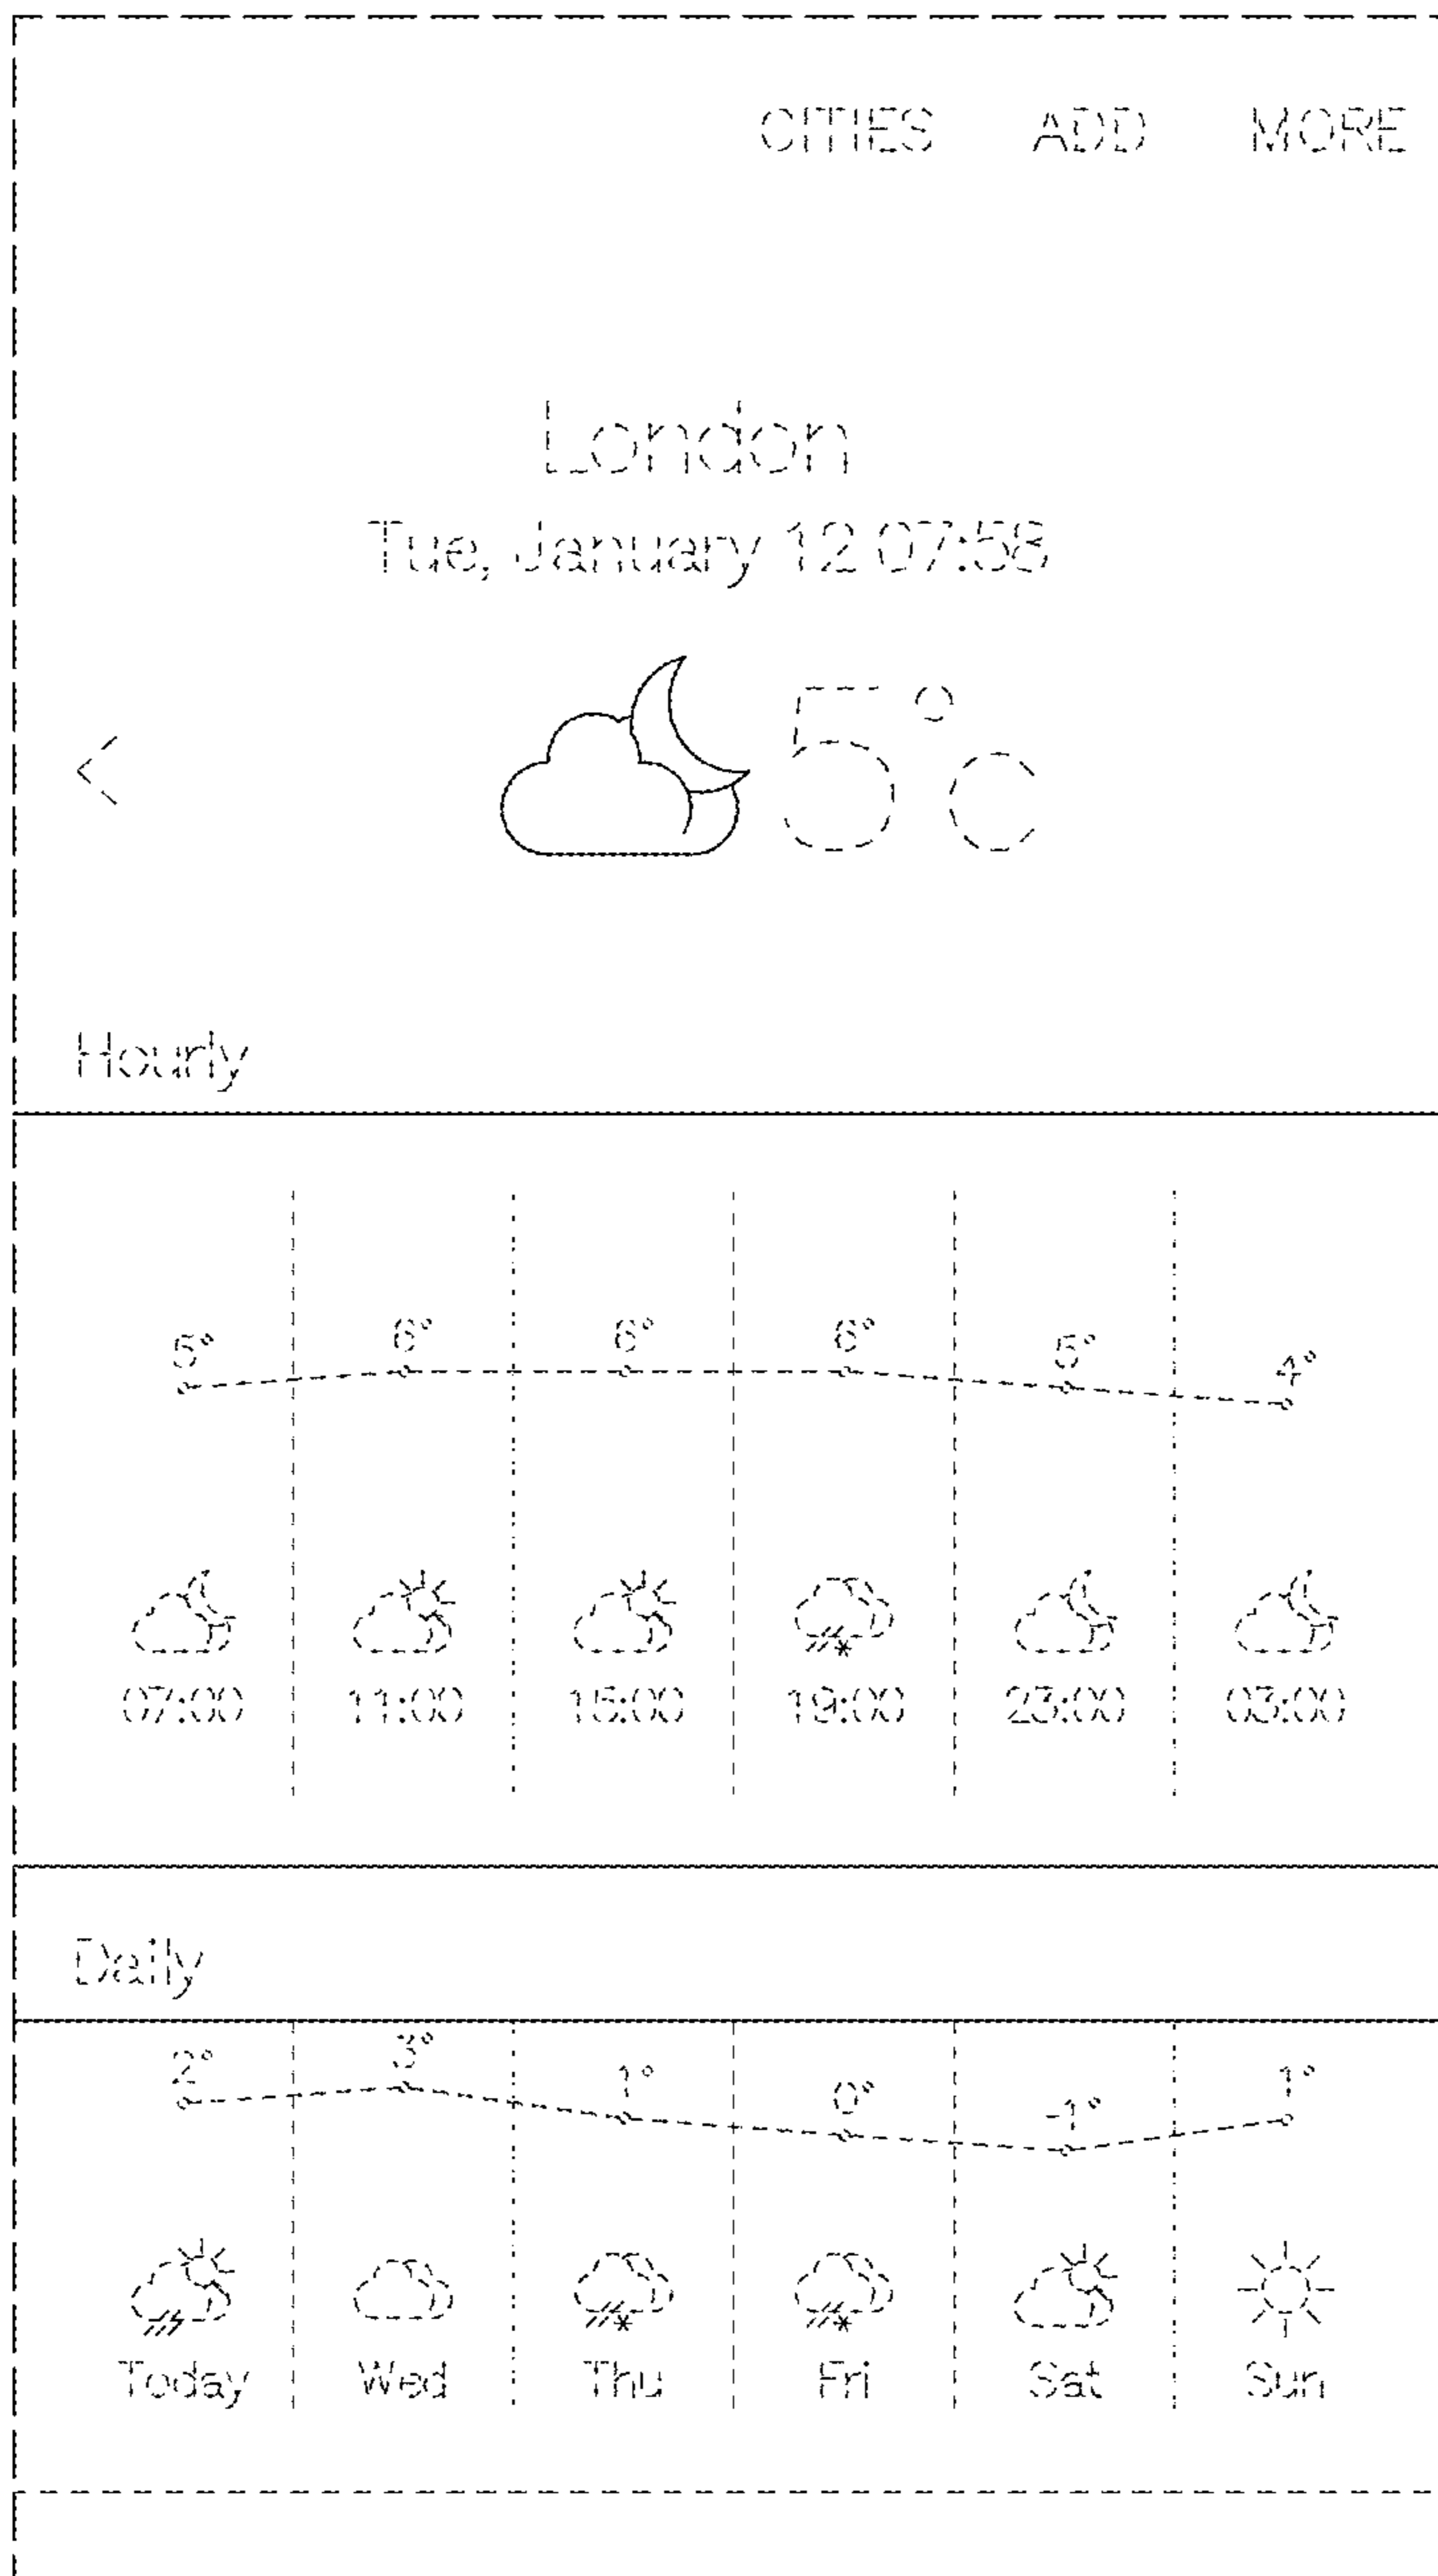 CITIES ADD MORE
London
Tue, January 12 07:58
5°c
Hourly
5° 6° 6° 6° 5° 4°
07:00 11:00 15:00 19:00 23:00 03:00
Daily
2° 3° 1° 0° -1° 1°
Today Wed Thu Fri Sat Sun